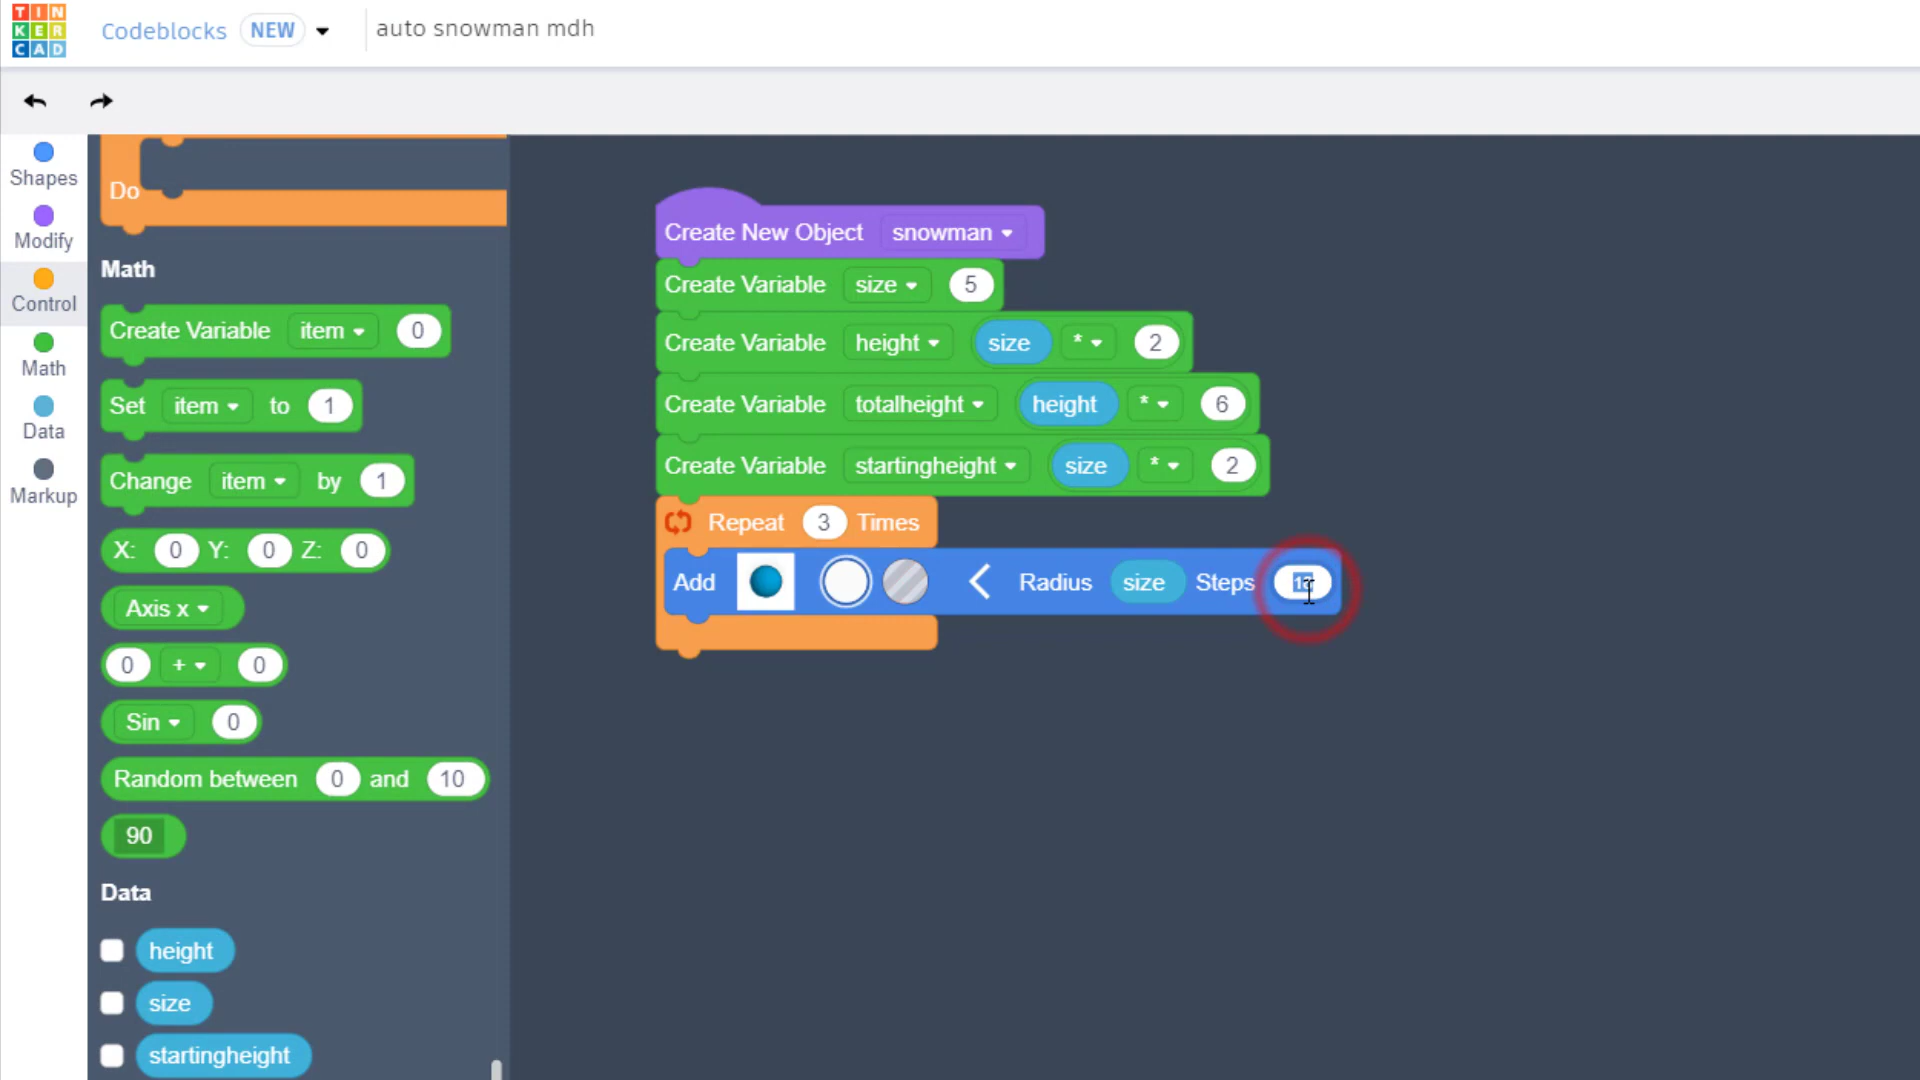 TIN
KER
CAD
Codeblocks NEW auto snowman mdh
Shapes
Modify
Control
Math
Data
Markup
Do
Math
Create Variable item 0
Set item to 1
Change item by 1
X: 0 Y: 0 Z: 0
Axis x
0 + 0
Sin 0
Random between 0 and 10
90
Data
height
size
startingheight
Create New Object snowman
Create Variable size 5
Create Variable height size * 2
Create Variable totalheight height * 6
Create Variable startingheight size * 2
Repeat 3 Times
Add Radius size Steps